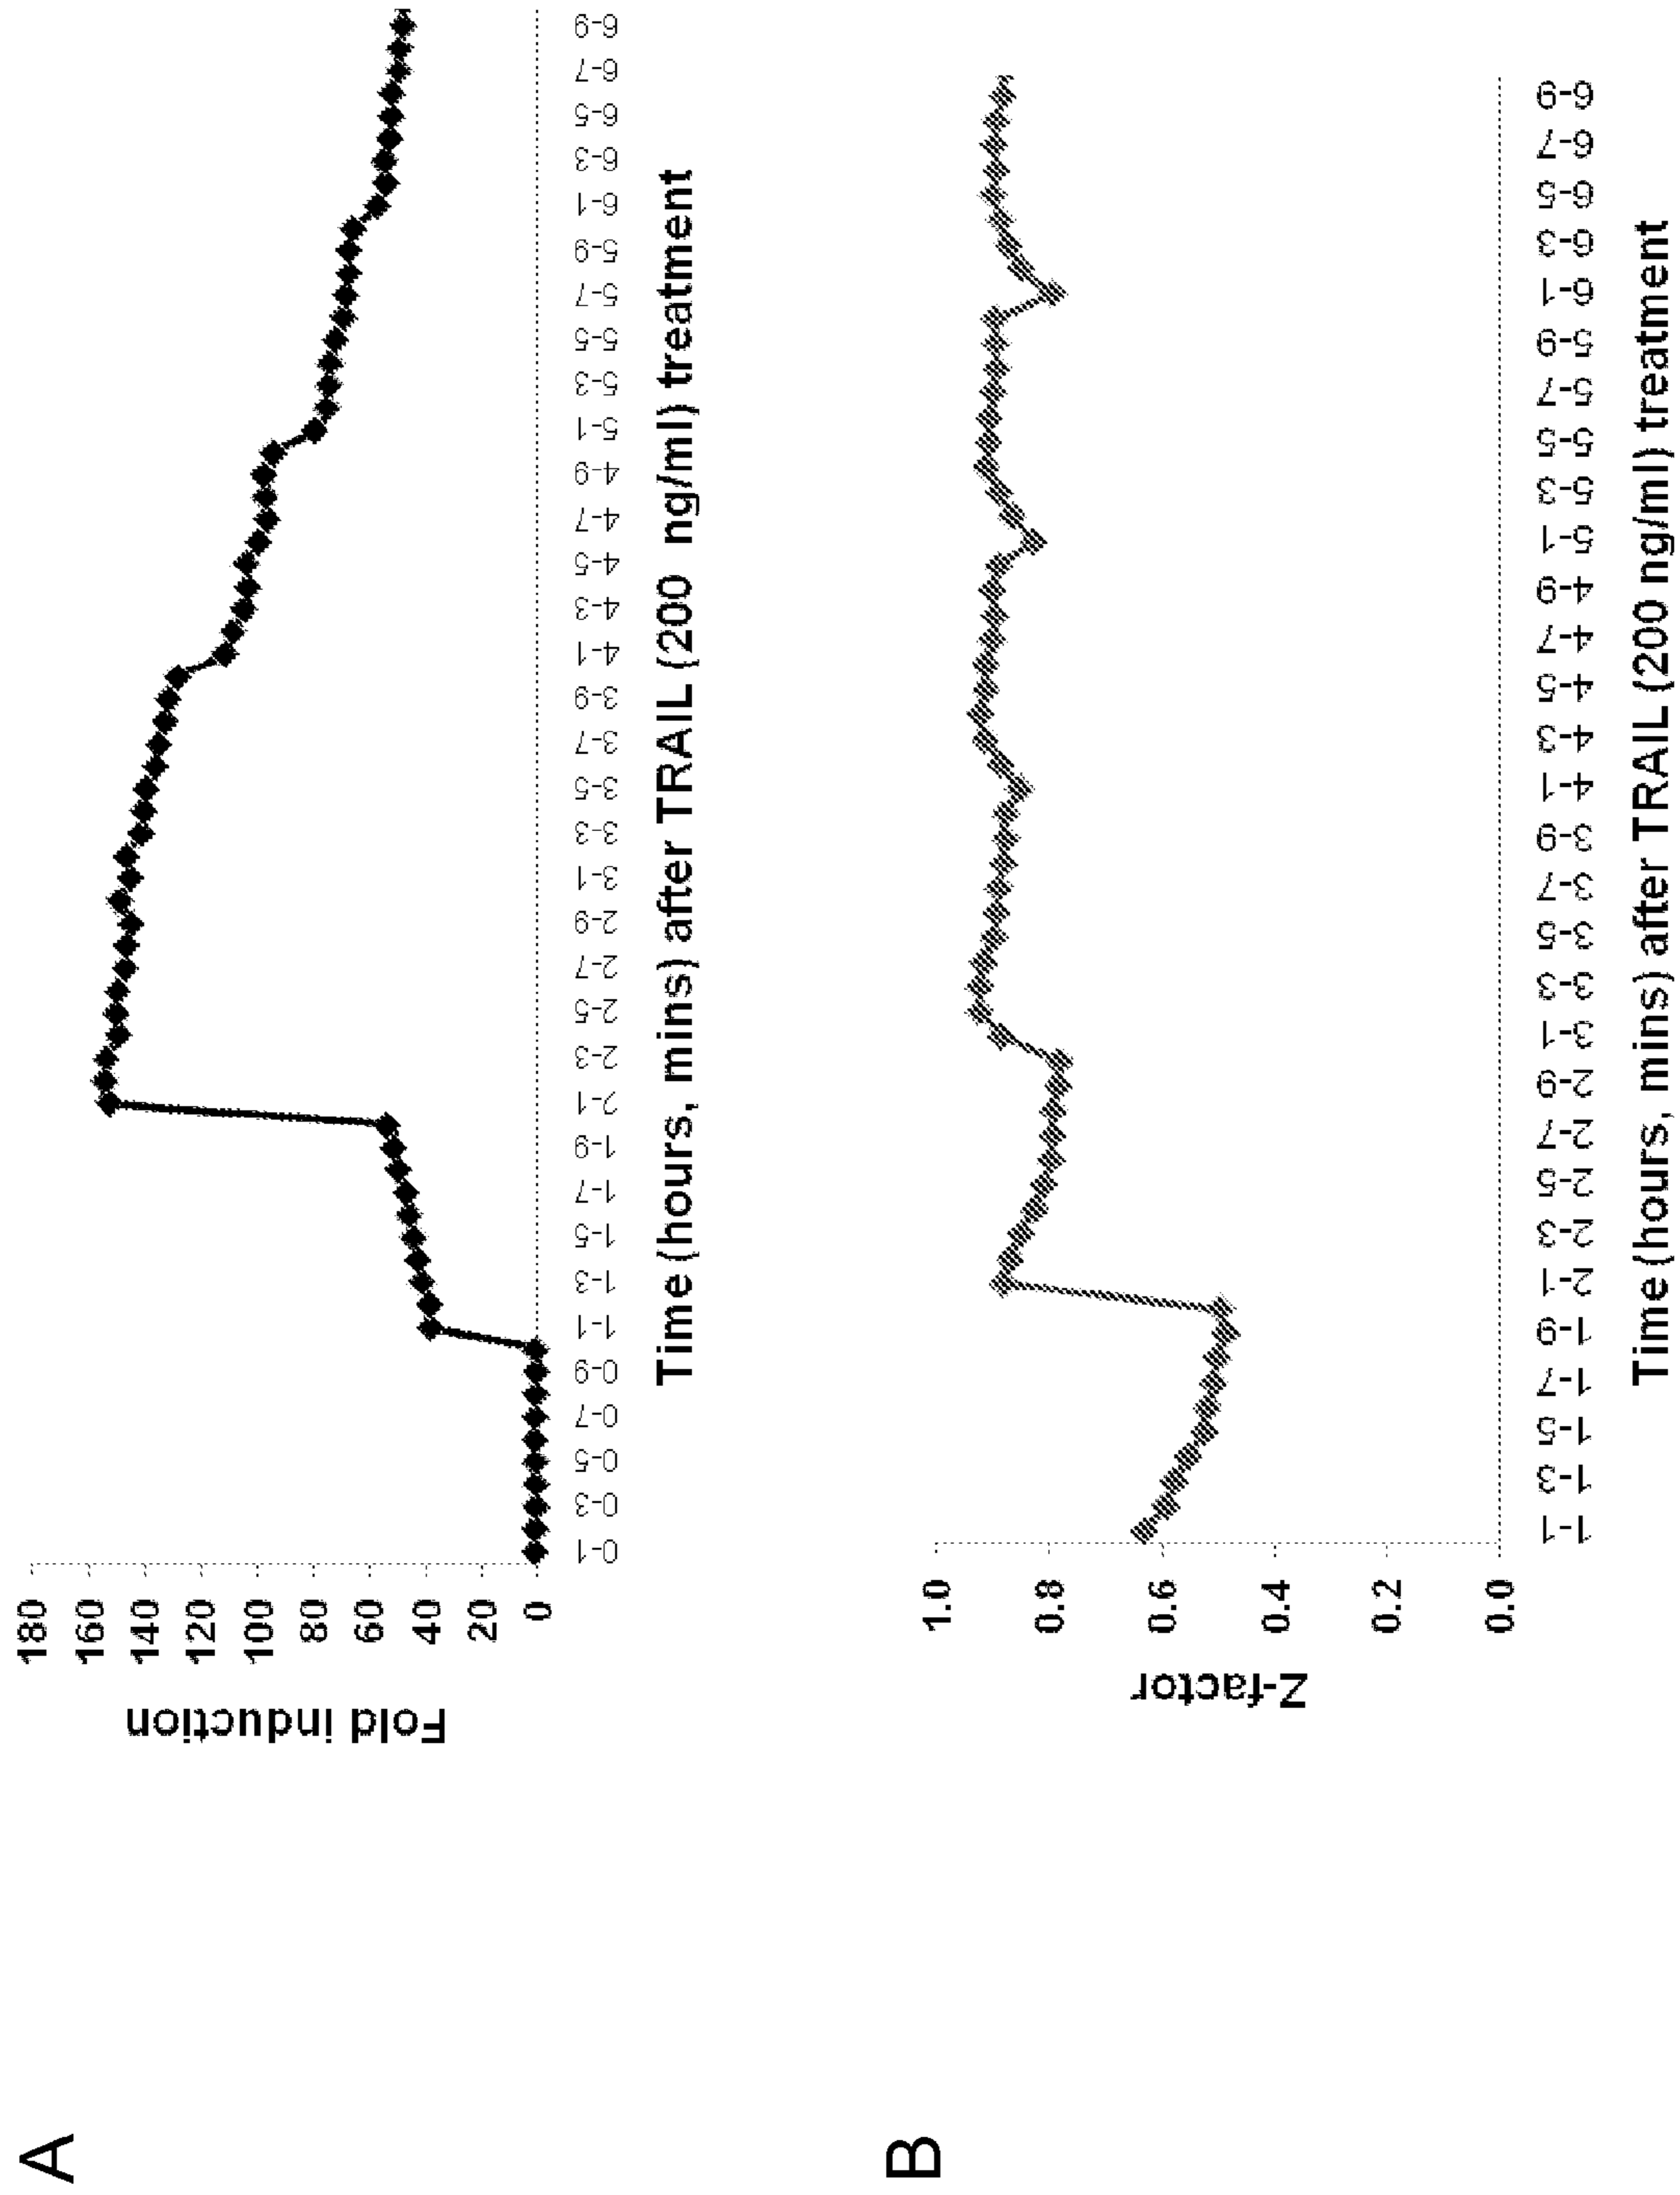 A
Fold induction
180
160
140
120
100
80
60
40
20
0
0-1 0-3 0-5 0-7 0-9 1-1 1-3 1-5 1-7 1-9 2-1 2-3 2-5 2-7 2-9 3-1 3-3 3-5 3-7 3-9 4-1 4-3 4-5 4-7 4-9 5-1 5-3 5-5 5-7 5-9 6-1 6-3 6-5 6-7 6-9
Time (hours, mins) after TRAIL (200 ng/ml) treatment
B
Z-factor
1.0
0.8
0.6
0.4
0.2
0.0
1-1 1-3 1-5 1-7 1-9 2-1 2-3 2-5 2-7 2-9 3-1 3-3 3-5 3-7 3-9 4-1 4-3 4-5 4-7 4-9 5-1 5-3 5-5 5-7 5-9 6-1 6-3 6-5 6-7 6-9
Time (hours, mins) after TRAIL (200 ng/ml) treatment